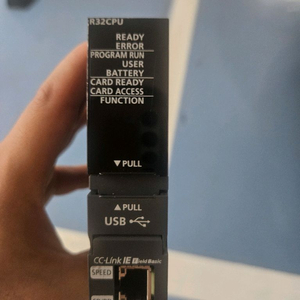 R32CPU
READY
ERROR
PROGRAM RUN
USER
BATTERY
CARD READY
CARD ACCESS
FUNCTION
▼PULL
▲PULL
USB
CC-Link IE Field Basic
SPEED